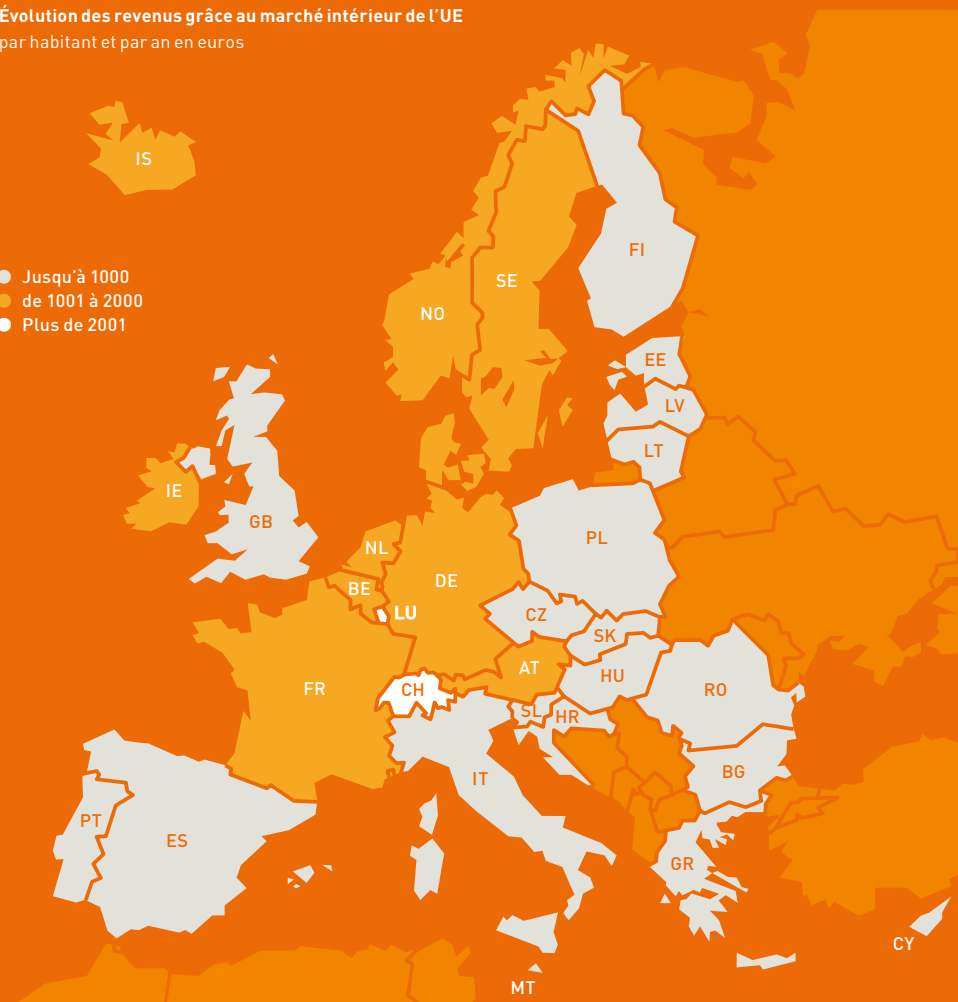 Évolution des revenus grâce au marché intérieur de l'UE
par habitant et par an en euros
IS
FI
Jusqu'à 1000
de 1001 à 2000
Plus de 2001
SE
NO
EE
LV
LT
IE
GB
PL
NL
DE
BE
LU
CZ
SK
AT
HU
FR
CH
RO
SL
HR
BG
IT
PT
ES
GR
CY
MT